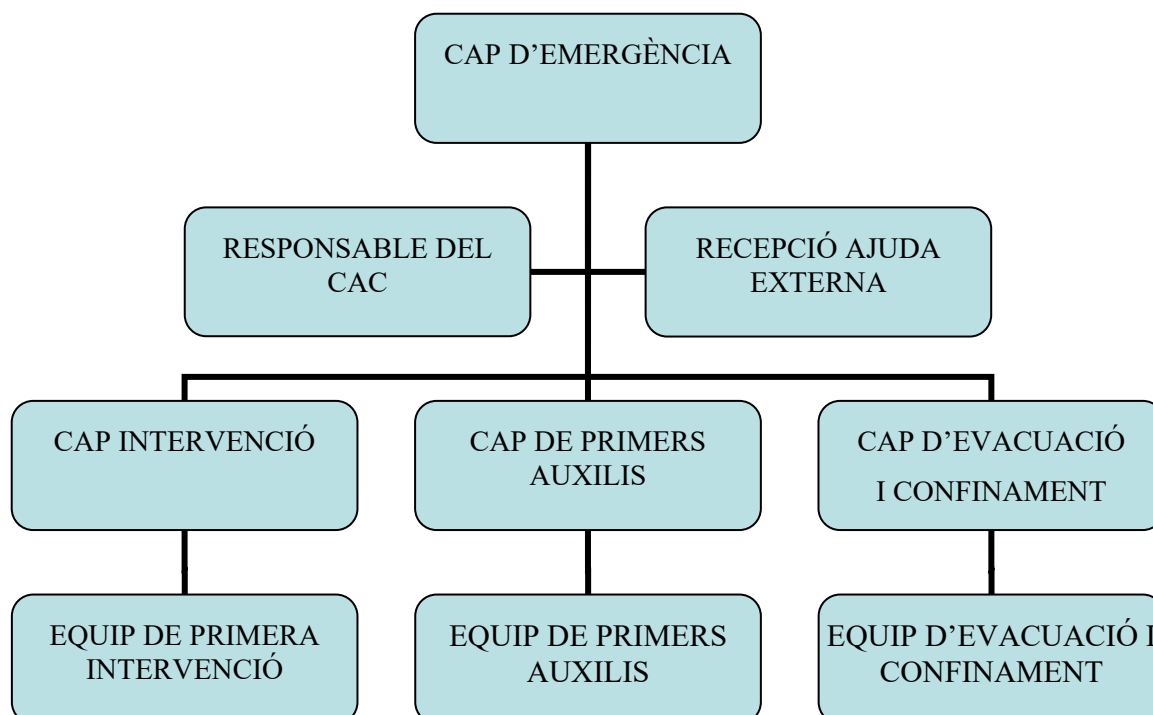 CAP D’EMERGÈNCIA
RESPONSABLE DEL
CAC
RECEPCIÓ AJUDA
EXTERNA
CAP INTERVENCIÓ
CAP DE PRIMERS
AUXILIS
CAP D’EVACUACIÓ
I CONFINAMENT
EQUIP DE PRIMERA
INTERVENCIÓ
EQUIP DE PRIMERS
AUXILIS
EQUIP D’EVACUACIÓ I
CONFINAMENT